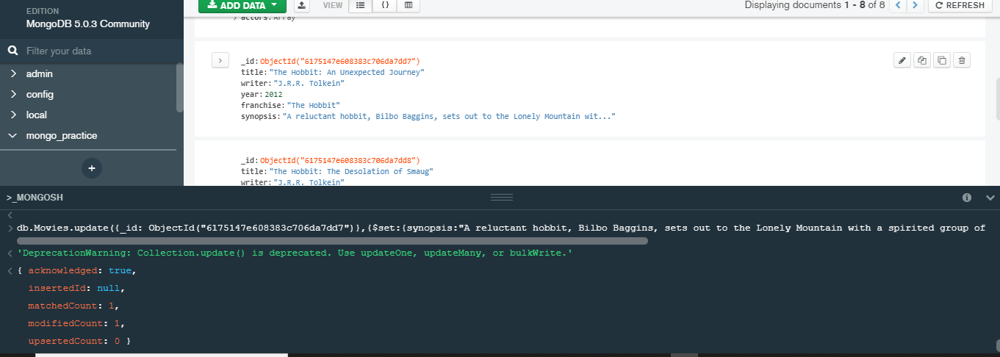 EDITION
MongoDB 5.0.3 Community
Filter your data
admin
config
local
mongo_practice
+
ADD DATA
VIEW
{}
Displaying documents 1 - 8 of 8
REFRESH
actors: Array
_id: ObjectId("6175147e608383c706da7dd7")
title: "The Hobbit: An Unexpected Journey"
writer: "J.R.R. Tolkein"
year: 2012
franchise: "The Hobbit"
synopsis: "A reluctant hobbit, Bilbo Baggins, sets out to the Lonely Mountain wit..."
_id: ObjectId("6175147e608383c706da7dd8")
title: "The Hobbit: The Desolation of Smaug"
writer: "J.R.R. Tolkein"
>_MONGOSH
db.Movies.update({_id: ObjectId("6175147e608383c706da7dd7")},{$set:{synopsis:"A reluctant hobbit, Bilbo Baggins, sets out to the Lonely Mountain with a spirited group of
'DeprecationWarning: Collection.update() is deprecated. Use updateOne, updateMany, or bulkWrite.'
{ acknowledged: true,
insertedId: null,
matchedCount: 1,
modifiedCount: 1,
upsertedCount: 0 }